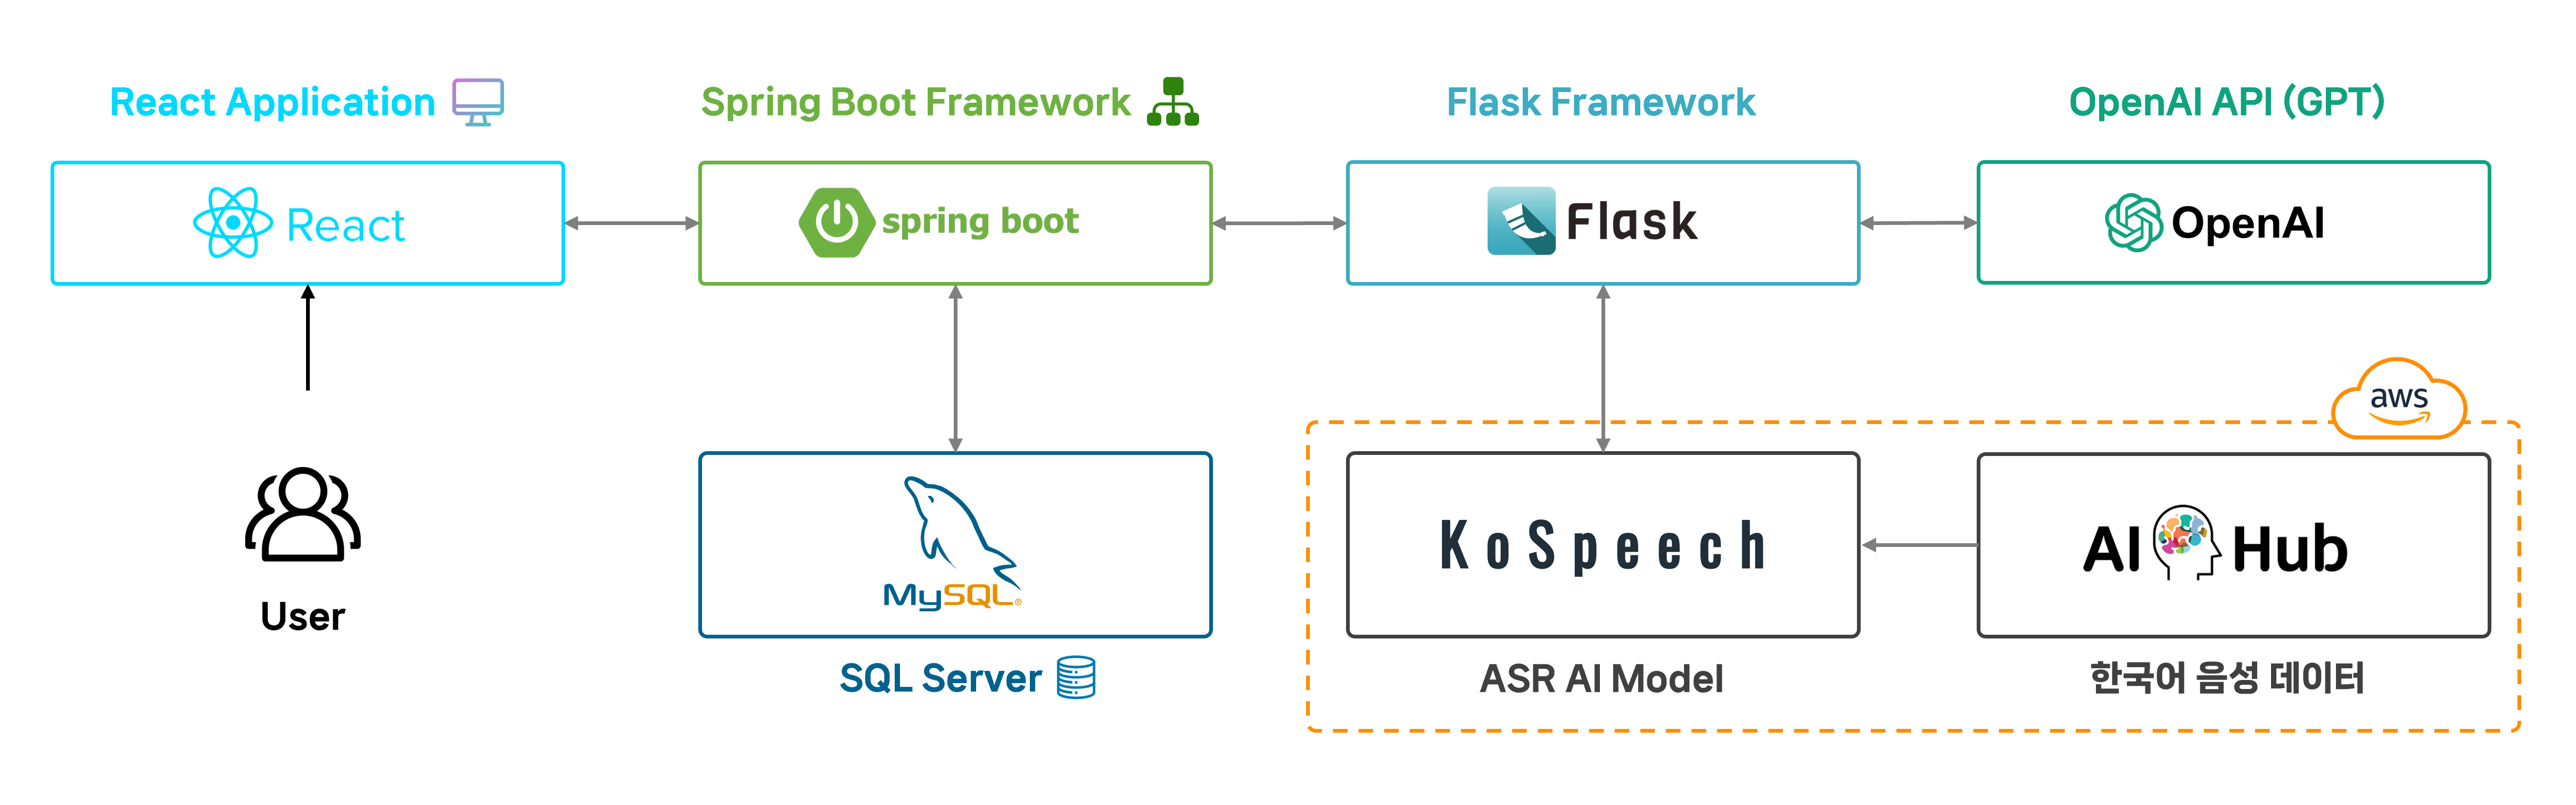 React Application
Spring Boot Framework
Flask Framework
OpenAI API (GPT)
React
spring boot
Flask
OpenAI
aws
MySQL®
KoSpeech
AI Hub
User
SQL Server
ASR AI Model
한국어 음성 데이터